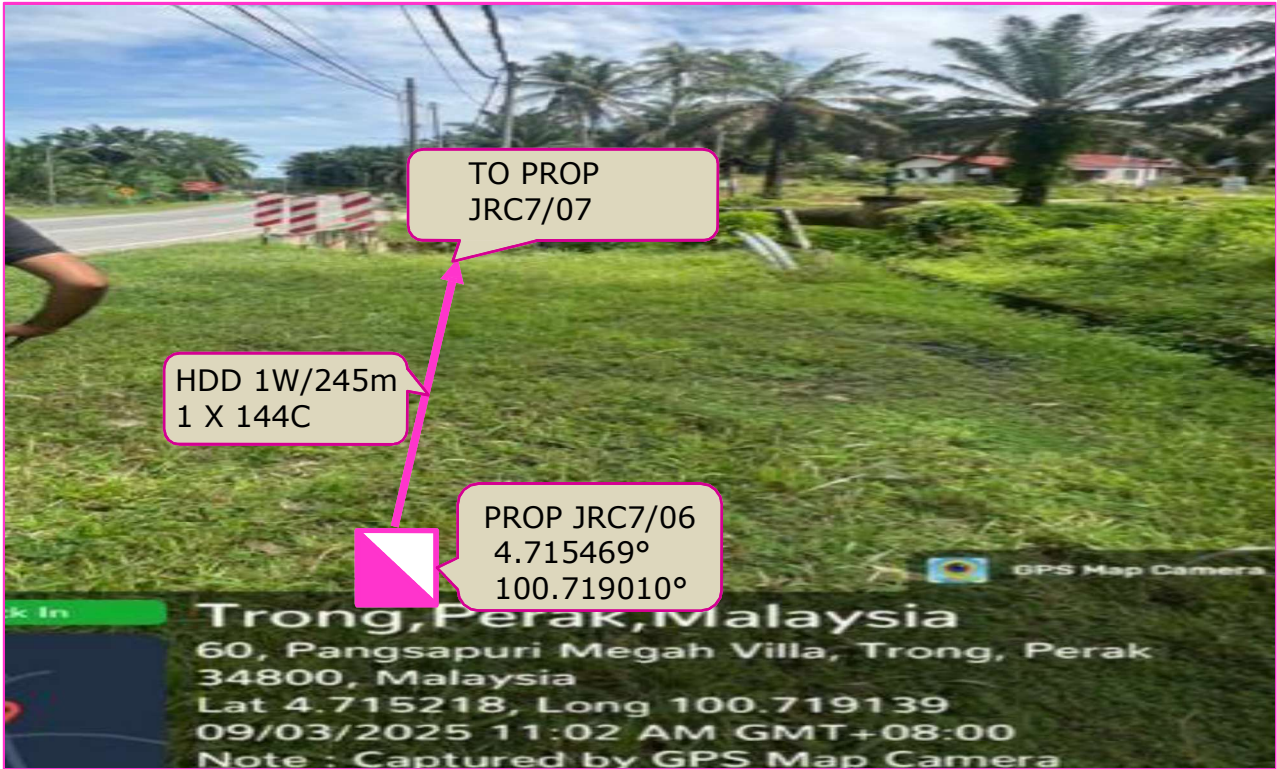 TO PROP
JRC7/07
HDD 1W/245m
1 X 144C
PROP JRC7/06
4.715469°
100.719010°
GPS Map Camera
k In
Trong,Perak,Malaysia
60, Pangsapuri Megah Villa, Trong, Perak
34800, Malaysia
Lat 4.715218, Long 100.719139
09/03/2025 11:02 AM GMT+08:00
Note : Captured by GPS Map Camera